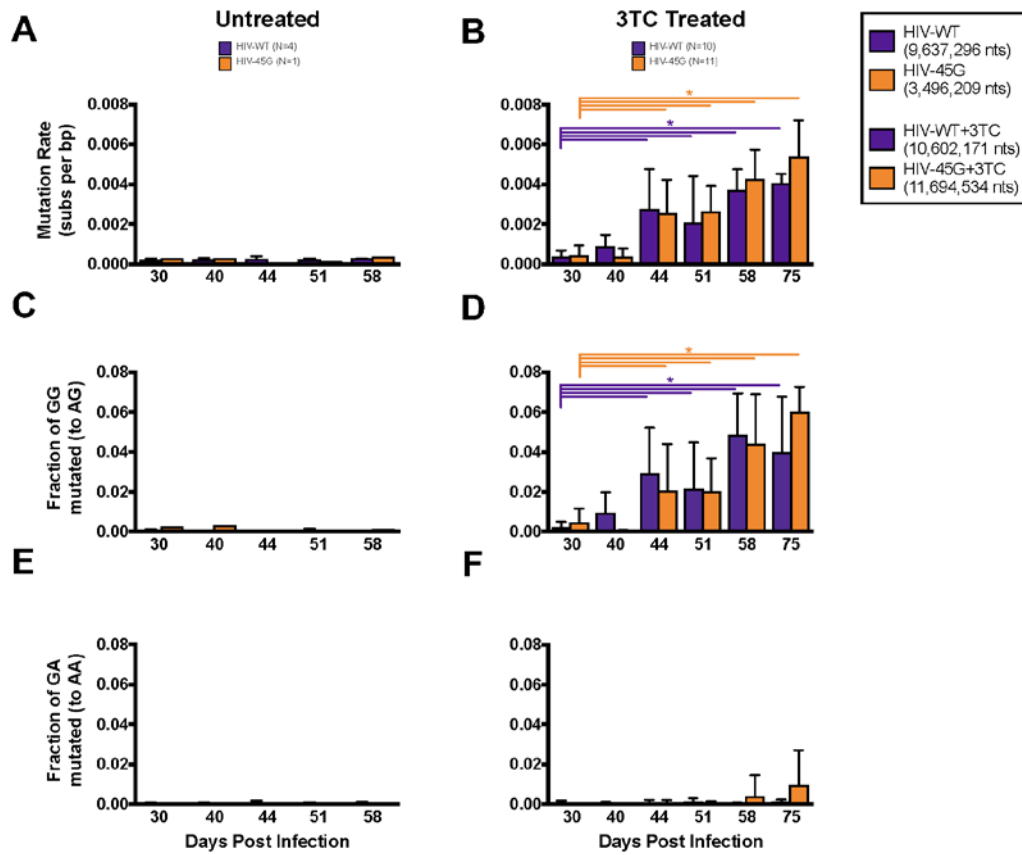 A
Untreated
HIV-WT (N=4)
HIV-45G (N=1)
Mutation Rate
(subs per bp)
0.008
0.006
0.004
0.002
0.000
30 40 44 51 58
B
3TC Treated
HIV-WT (N=10)
HIV-45G (N=11)
0.008
0.006
0.004
0.002
0.000
*
*
30 40 44 51 58 75
HIV-WT
(9,637,296 nts)
HIV-45G
(3,496,209 nts)
HIV-WT+3TC
(10,602,171 nts)
HIV-45G+3TC
(11,694,534 nts)
C
Fraction of GG
mutated (to AG)
0.08
0.06
0.04
0.02
0.00
30 40 44 51 58
D
0.08
0.06
0.04
0.02
0.00
*
*
30 40 44 51 58 75
E
Fraction of GA
mutated (to AA)
0.08
0.06
0.04
0.02
0.00
30 40 44 51 58
Days Post Infection
F
0.08
0.06
0.04
0.02
0.00
30 40 44 51 58 75
Days Post Infection